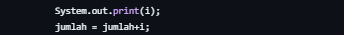 System.out.print(i);
jumlah = jumlah+i;